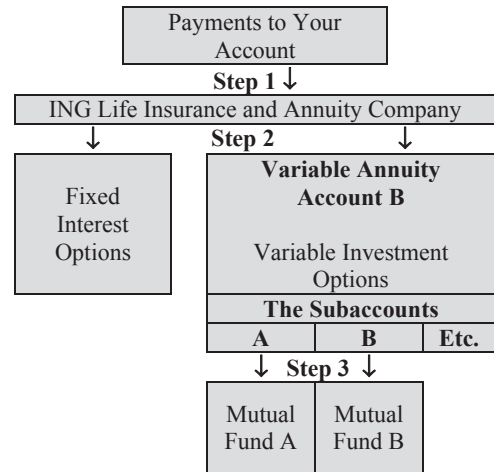 Payments to Your
Account
Step 1 ↓
ING Life Insurance and Annuity Company
↓ Step 2 ↓
Fixed
Interest
Options
Variable Annuity
Account B
Variable Investment
Options
The Subaccounts
A B Etc.
↓ Step 3 ↓
Mutual
Fund A
Mutual
Fund B